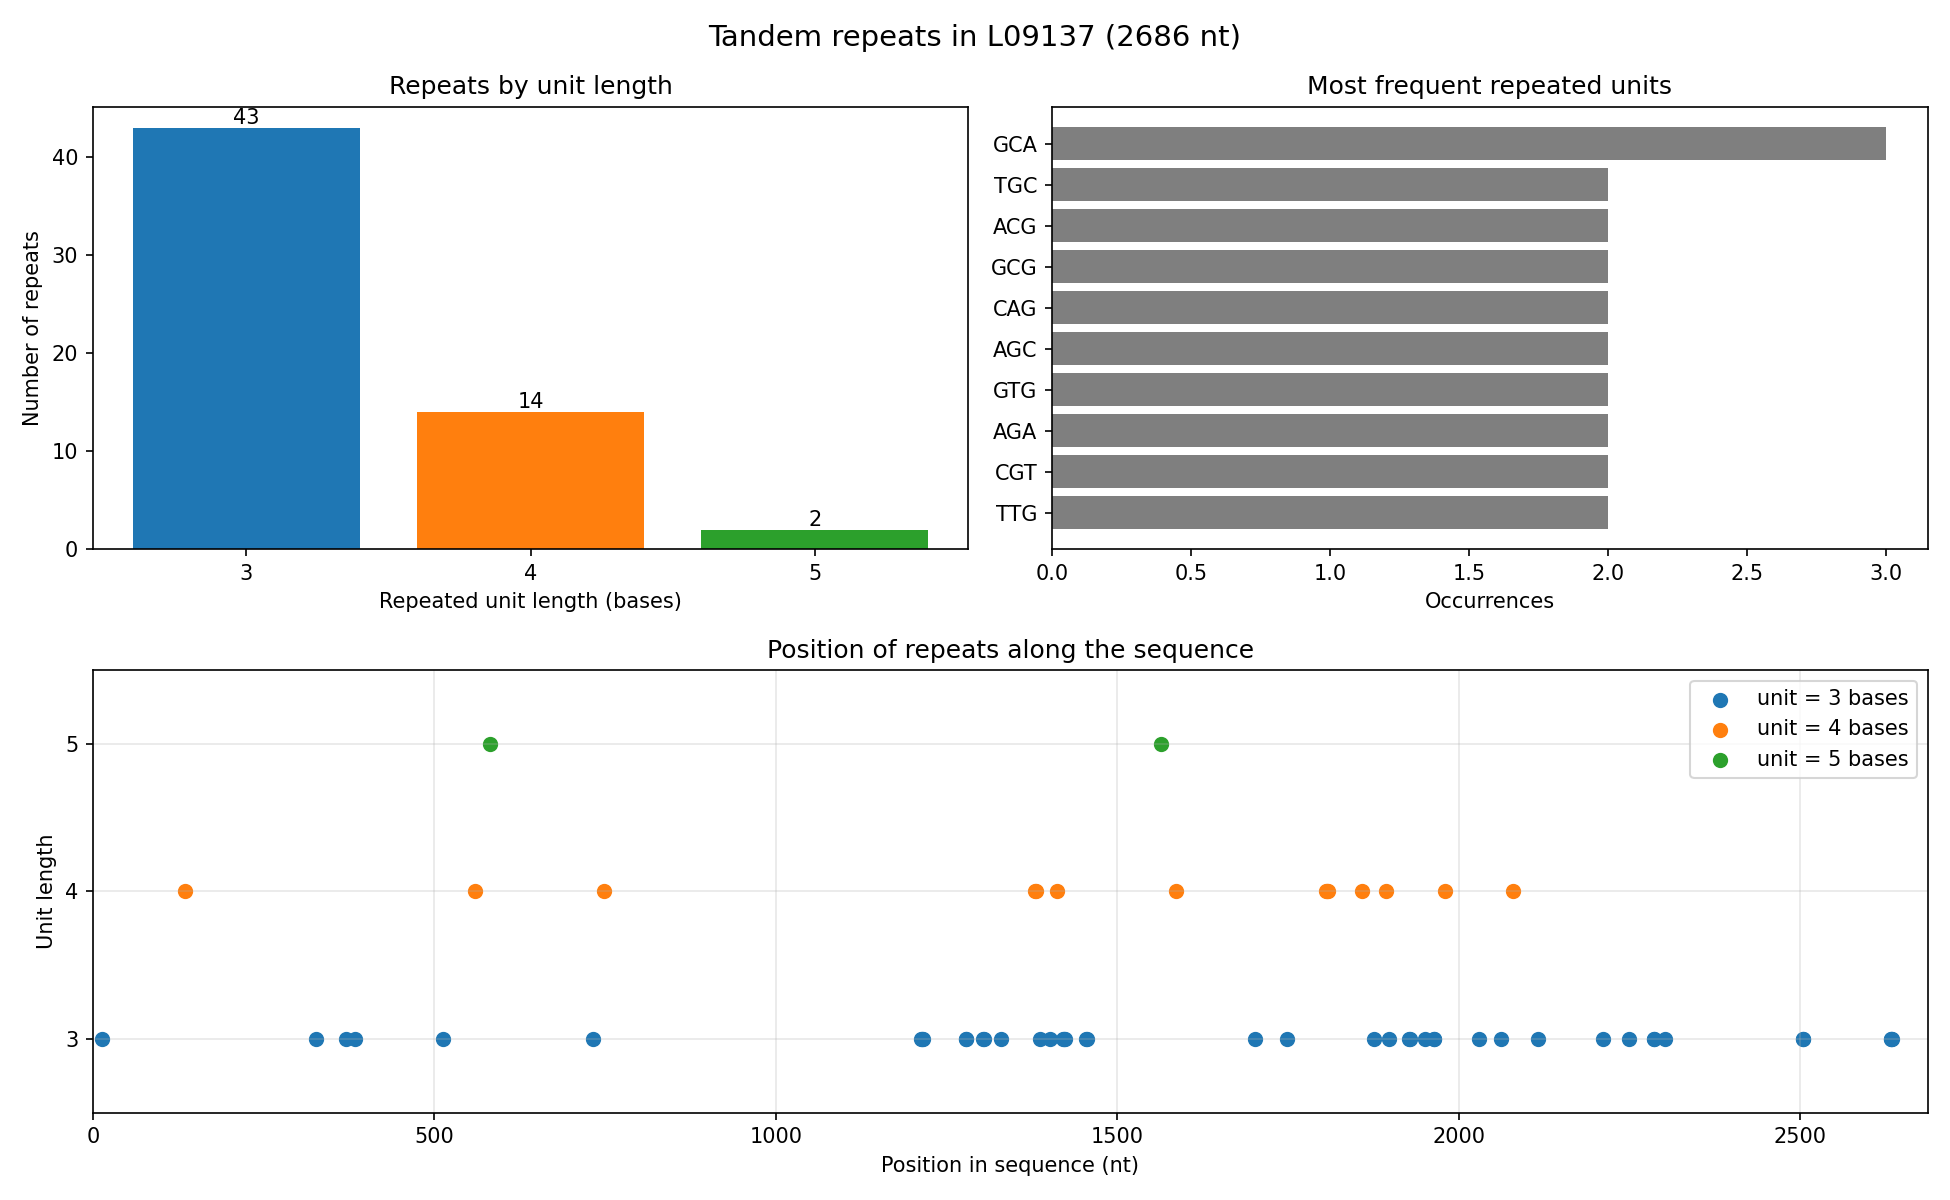 Tandem repeats in L09137 (2686 nt)
Repeats by unit length
43
14
2
0
10
20
30
40
Number of repeats
3
4
5
Repeated unit length (bases)
Most frequent repeated units
GCA
TGC
ACG
GCG
CAG
AGC
GTG
AGA
CGT
TTG
0.0
0.5
1.0
1.5
2.0
2.5
3.0
Occurrences
Position of repeats along the sequence
unit = 3 bases
unit = 4 bases
unit = 5 bases
5
4
3
Unit length
0
500
1000
1500
2000
2500
Position in sequence (nt)